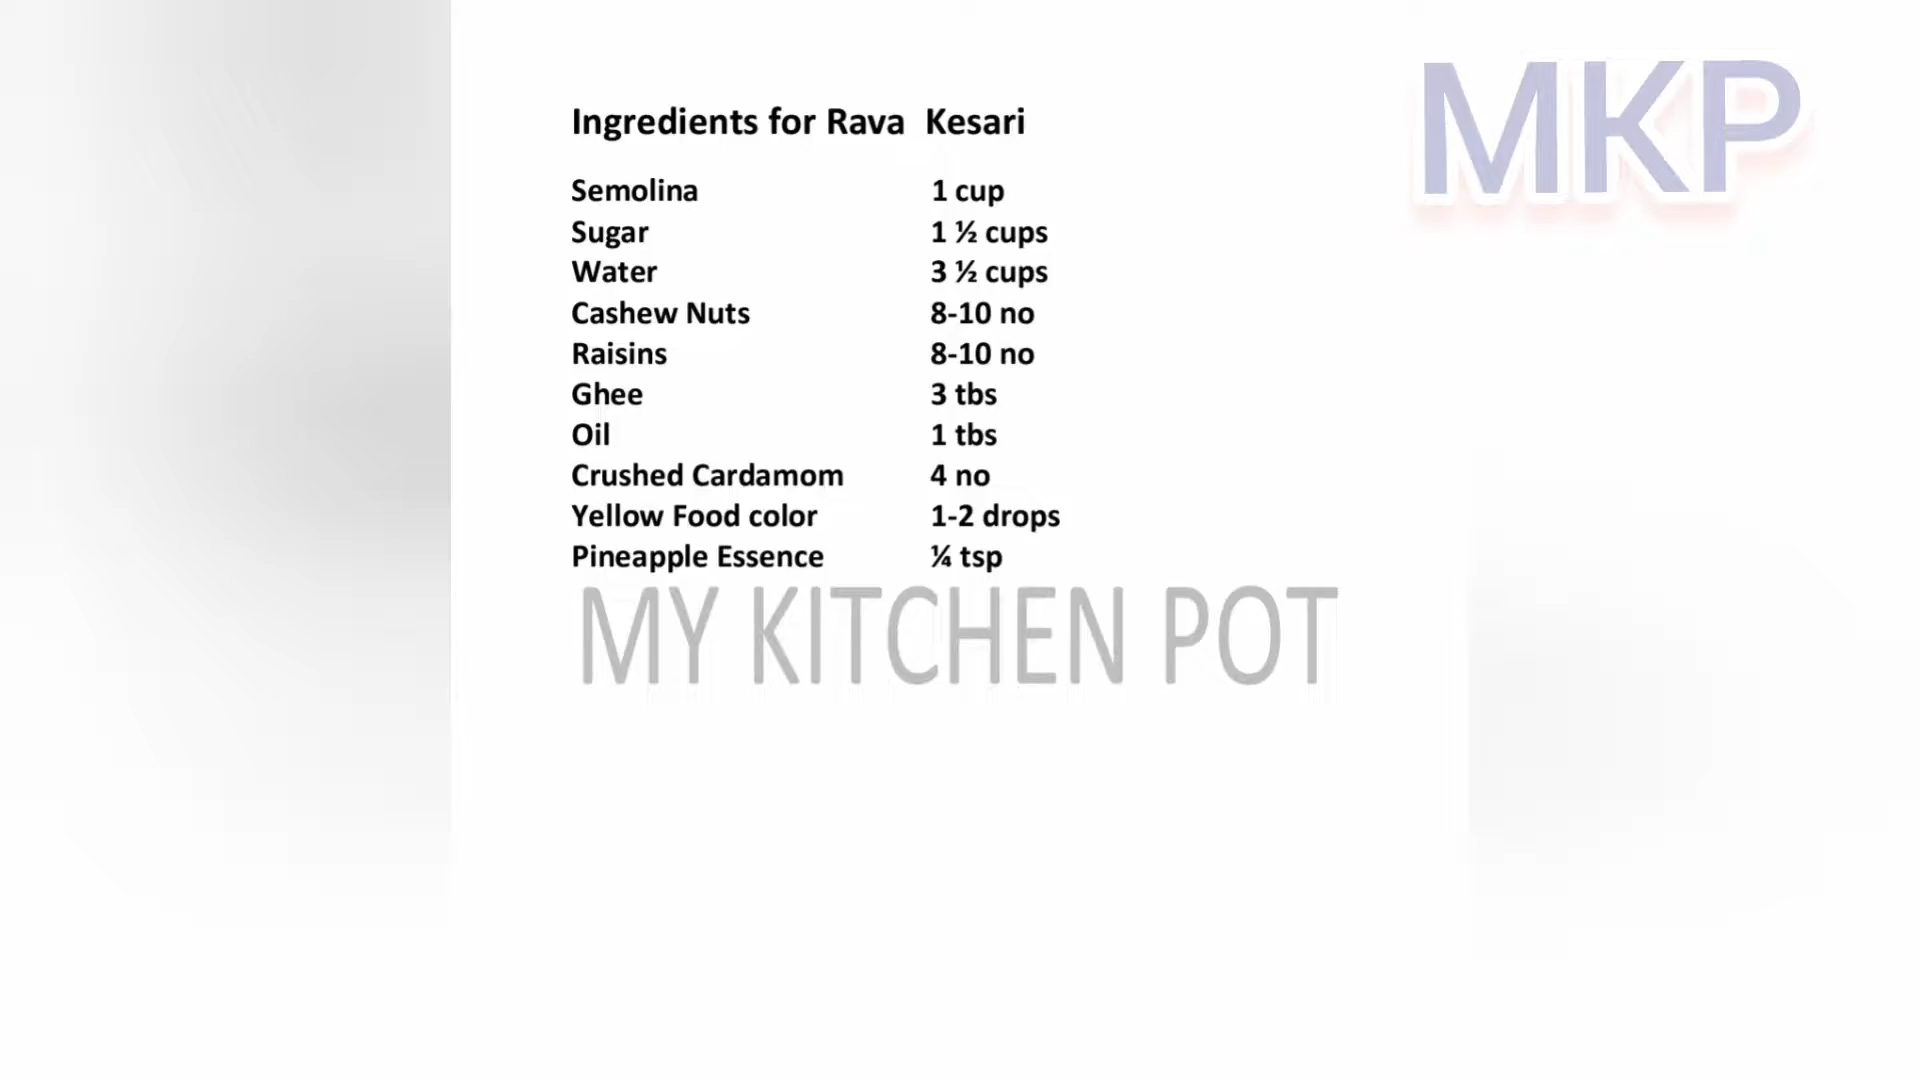 MKP
Ingredients for Rava Kesari
Semolina 1 cup
Sugar 1 ½ cups
Water 3 ½ cups
Cashew Nuts 8-10 no
Raisins 8-10 no
Ghee 3 tbs
Oil 1 tbs
Crushed Cardamom 4 no
Yellow Food color 1-2 drops
Pineapple Essence ¼ tsp
MY KITCHEN POT